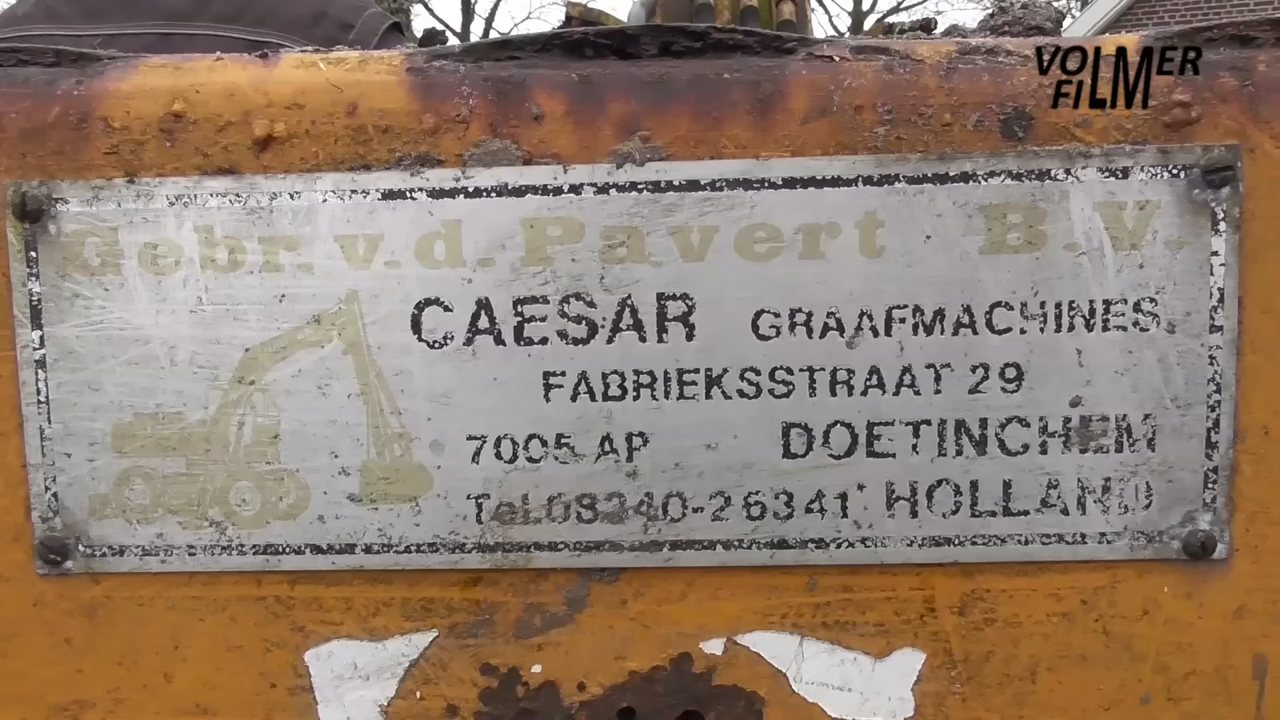 VOLMER
FILM
Gebr. v.d. Pavert B.V.
CAESAR GRAAFMACHINES
FABRIEKSSTRAAT 29
7005 AP DOETINCHEM
Tel. 08340-26341 HOLLAND